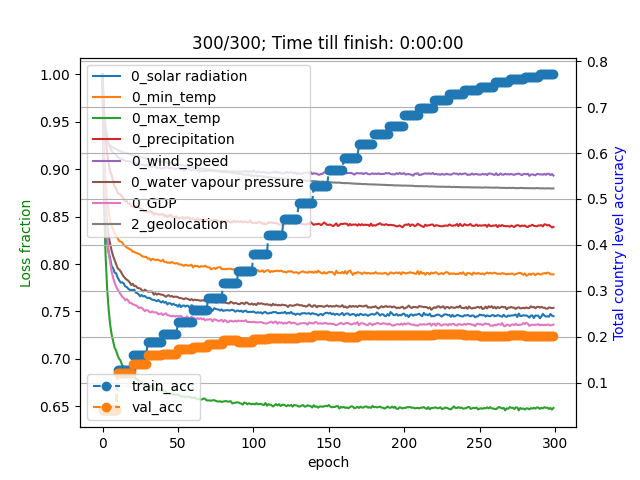 300/300; Time till finish: 0:00:00
1.00
0.95
0.90
0.85
0.80
0.75
0.70
0.65
Loss fraction
0_solar radiation
0_min_temp
0_max_temp
0_precipitation
0_wind_speed
0_water vapour pressure
0_GDP
2_geolocation
train_acc
val_acc
0.8
0.7
0.6
0.5
0.4
0.3
0.2
0.1
Total country level accuracy
0 50 100 150 200 250 300
epoch